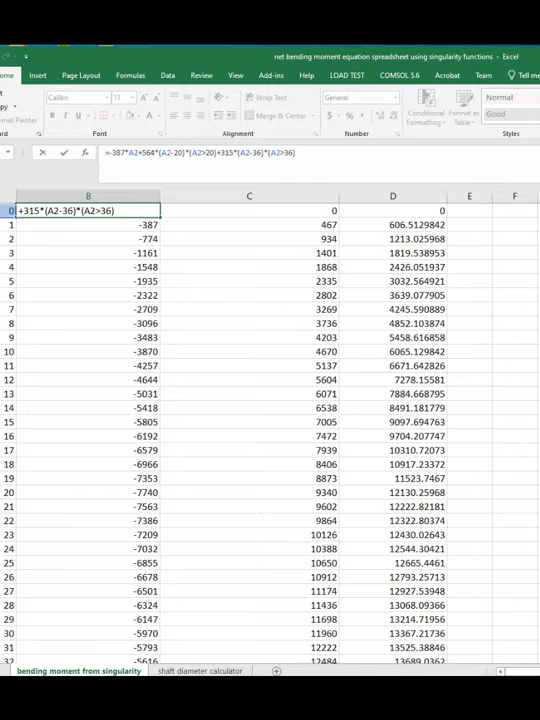 net bending moment equation spreadsheet using singularity functions - Excel
ome Insert Page Layout Formulas Data Review View Add-ins Help LOAD TEST COMSOL 5.6 Acrobat Team Tell me
Calibri 11 A A Wrap Text General Conditional Formatting Format as Table Normal
py B I U Merge & Center $ % Good
rmat Painter
rd Font Alignment Number Styles
=-387*A2+564*(A2-20)*(A2>20)+315*(A2-36)*(A2>36)
B C D E F
0 +315*(A2-36)*(A2>36) 0 0
1 -387 467 606.5129842
2 -774 934 1213.025968
3 -1161 1401 1819.538953
4 -1548 1868 2426.051937
5 -1935 2335 3032.564921
6 -2322 2802 3639.077905
7 -2709 3269 4245.590889
8 -3096 3736 4852.103874
9 -3483 4203 5458.616858
10 -3870 4670 6065.129842
11 -4257 5137 6671.642826
12 -4644 5604 7278.15581
13 -5031 6071 7884.668795
14 -5418 6538 8491.181779
15 -5805 7005 9097.694763
16 -6192 7472 9704.207747
17 -6579 7939 10310.72073
18 -6966 8406 10917.23372
19 -7353 8873 11523.7467
20 -7740 9340 12130.25968
21 -7563 9602 12222.82181
22 -7386 9864 12322.80374
23 -7209 10126 12430.02643
24 -7032 10388 12544.30421
25 -6855 10650 12665.4461
26 -6678 10912 12793.25713
27 -6501 11174 12927.53948
28 -6324 11436 13068.09366
29 -6147 11698 13214.71956
30 -5970 11960 13367.21736
31 -5793 12222 13525.38846
32 -5616 12484 13689.0362
bending moment from singularity shaft diameter calculator